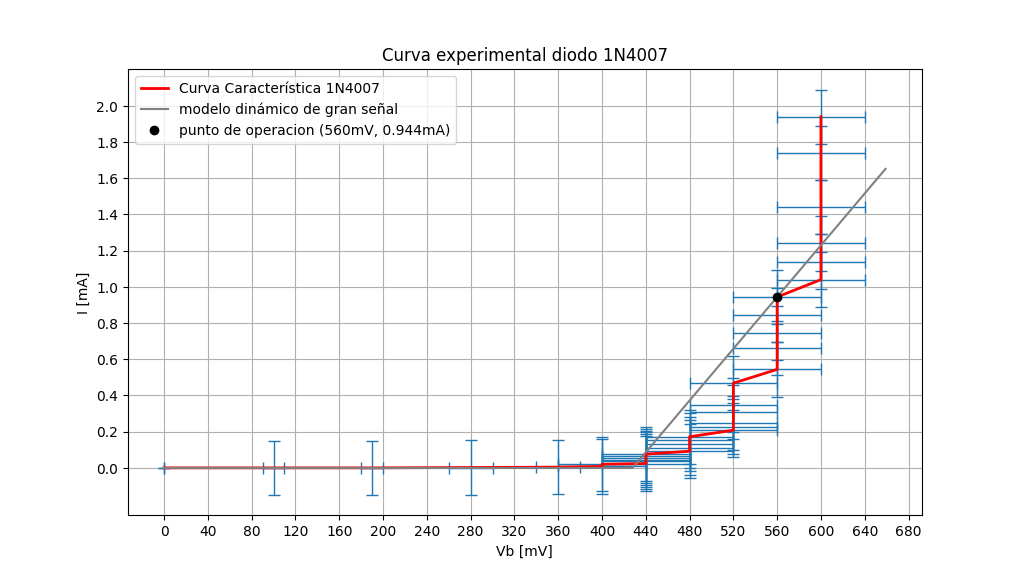 Curva experimental diodo 1N4007
Curva Característica 1N4007
modelo dinámico de gran señal
punto de operacion (560mV, 0.944mA)
I [mA]
2.0
1.8
1.6
1.4
1.2
1.0
0.8
0.6
0.4
0.2
0.0
0 40 80 120 160 200 240 280 320 360 400 440 480 520 560 600 640 680
Vb [mV]